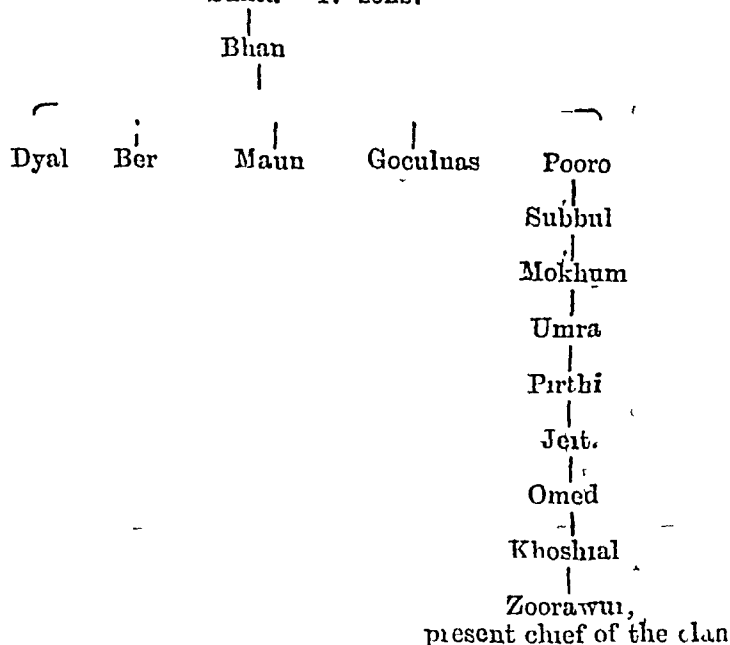 Bhan
Dyal Ber Maun Goculnas Pooro
Subbul
Mokhum
Umra
Pirthi
Jeit.
Omed
Khoshial
Zoorawur,
present chief of the clan